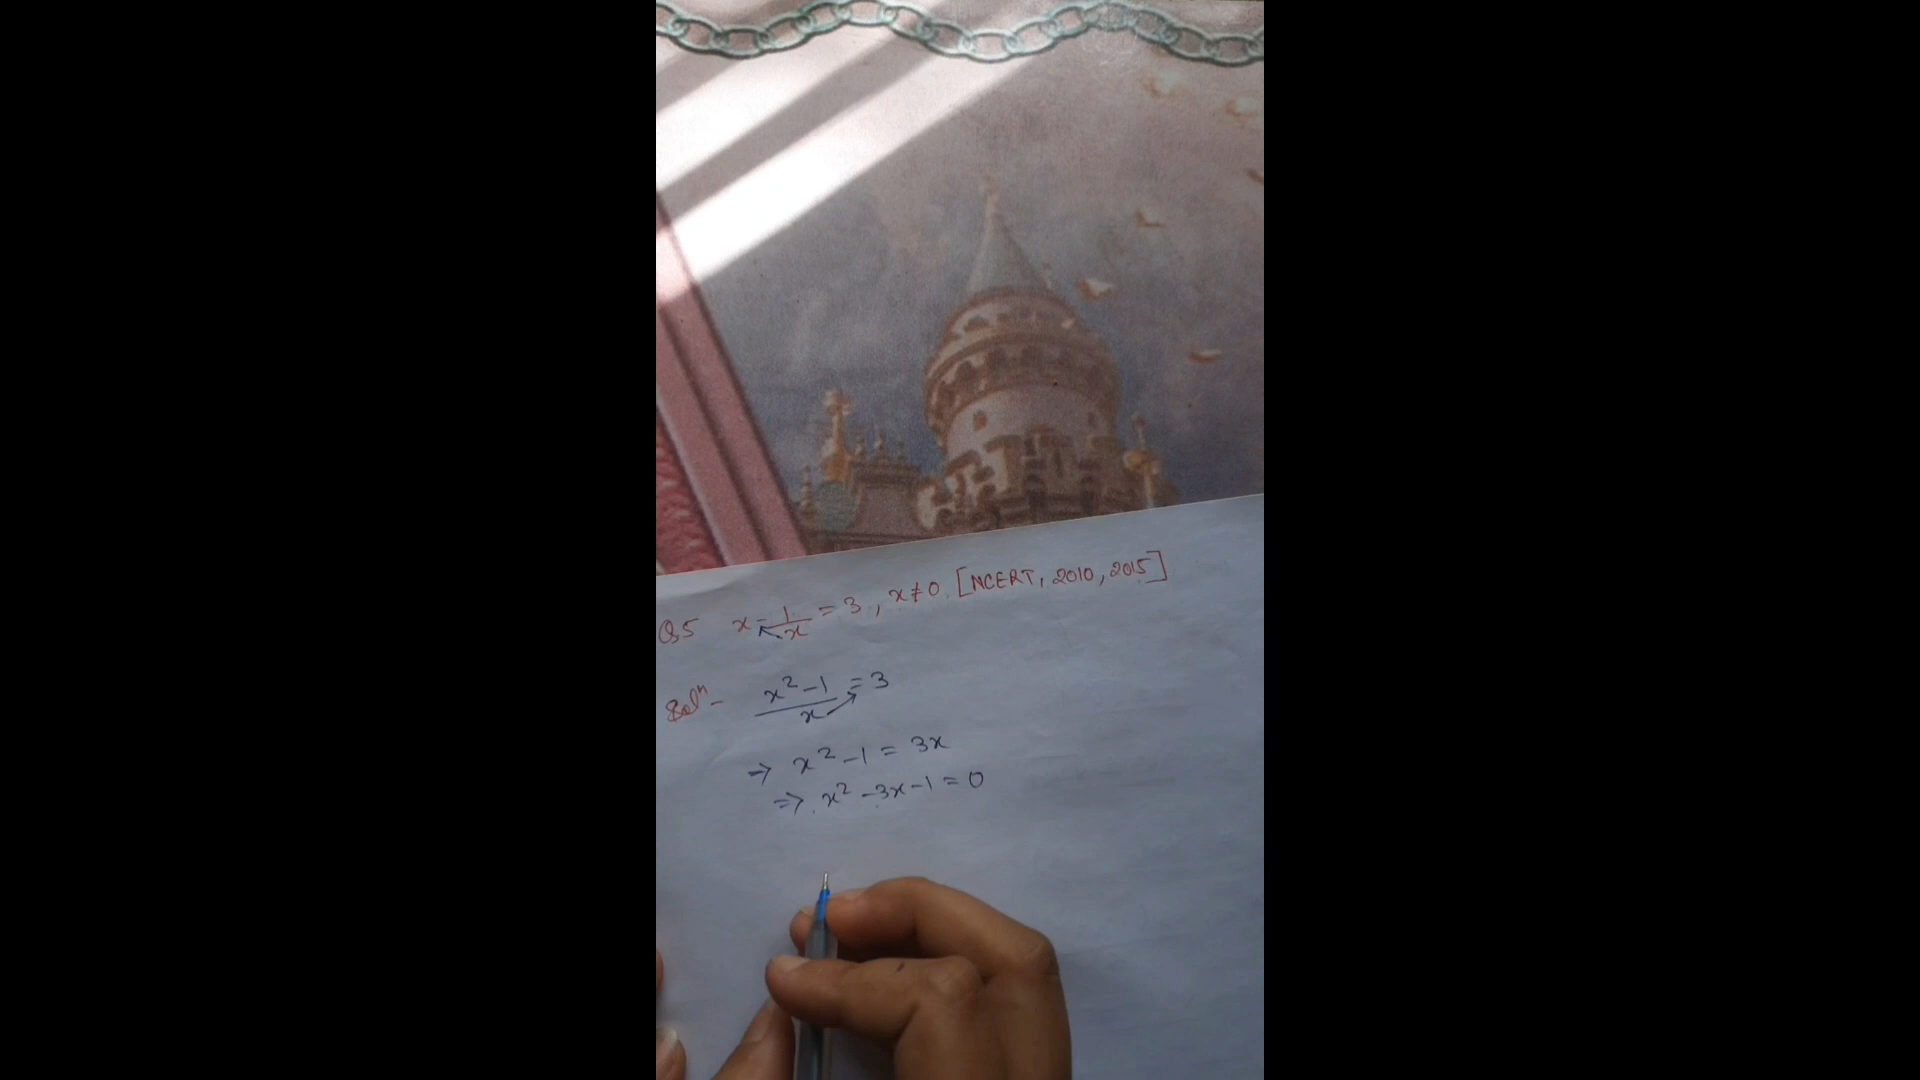 Q5 x - 1/x = 3, x ≠ 0. [NCERT, 2010, 2015]
Solⁿ - x² - 1 / x = 3
⇒ x² - 1 = 3x
⇒ x² - 3x - 1 = 0